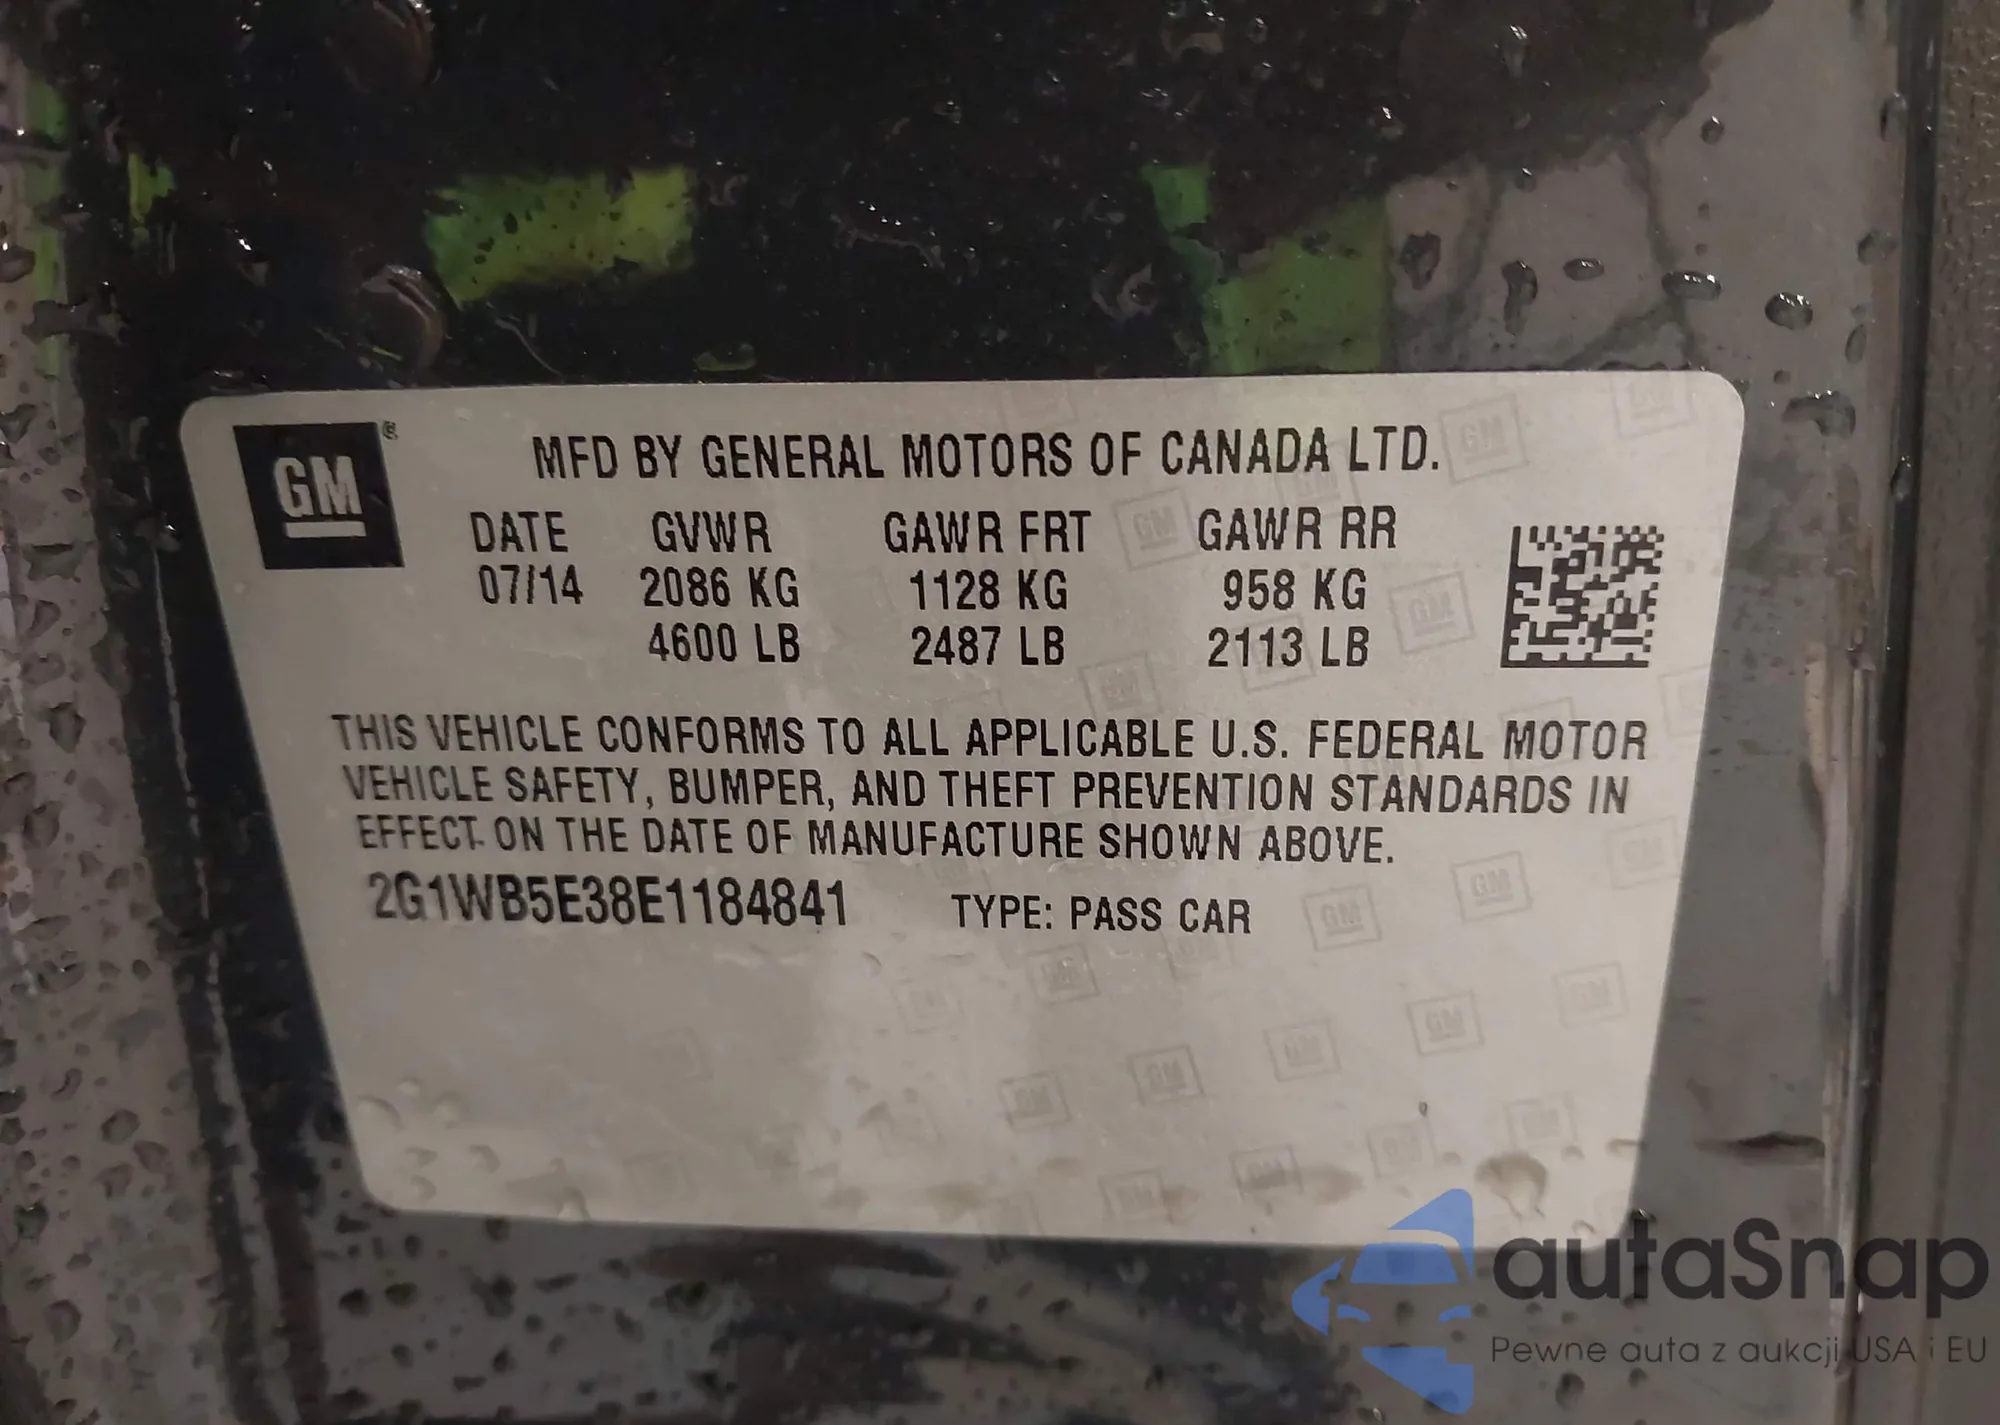 GM®
MFD BY GENERAL MOTORS OF CANADA LTD.
DATE GVWR GAWR FRT GAWR RR
07/14 2086 KG 1128 KG 958 KG
4600 LB 2487 LB 2113 LB
THIS VEHICLE CONFORMS TO ALL APPLICABLE U.S. FEDERAL MOTOR
VEHICLE SAFETY, BUMPER, AND THEFT PREVENTION STANDARDS IN
EFFECT ON THE DATE OF MANUFACTURE SHOWN ABOVE.
2G1WB5E38E1184841 TYPE: PASS CAR
autaSnap
Pewne auta z aukcji USA i EU